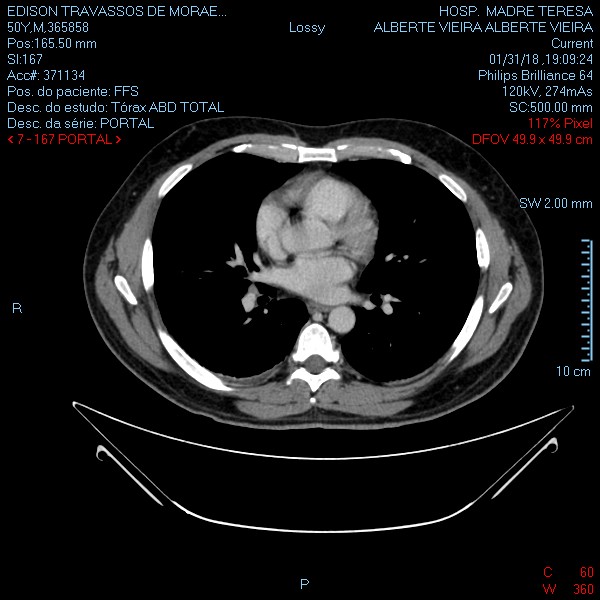 EDISON TRAVASSOS DE MORAE...
50Y,M,365858
Pos:165.50 mm
SI:167
Acc#: 371134
Pos. do paciente: FFS
Desc. do estudo: Tórax ABD TOTAL
Desc. da série: PORTAL
< 7 - 167 PORTAL >
Lossy
HOSP. MADRE TERESA
ALBERTE VIEIRA ALBERTE VIEIRA
Current
01/31/18 ,19:09:24
Philips Brilliance 64
120kV, 274mAs
SC:500.00 mm
117% Pixel
DFOV 49.9 x 49.9 cm
SW 2.00 mm
R
10 cm
P
C 60
W 360